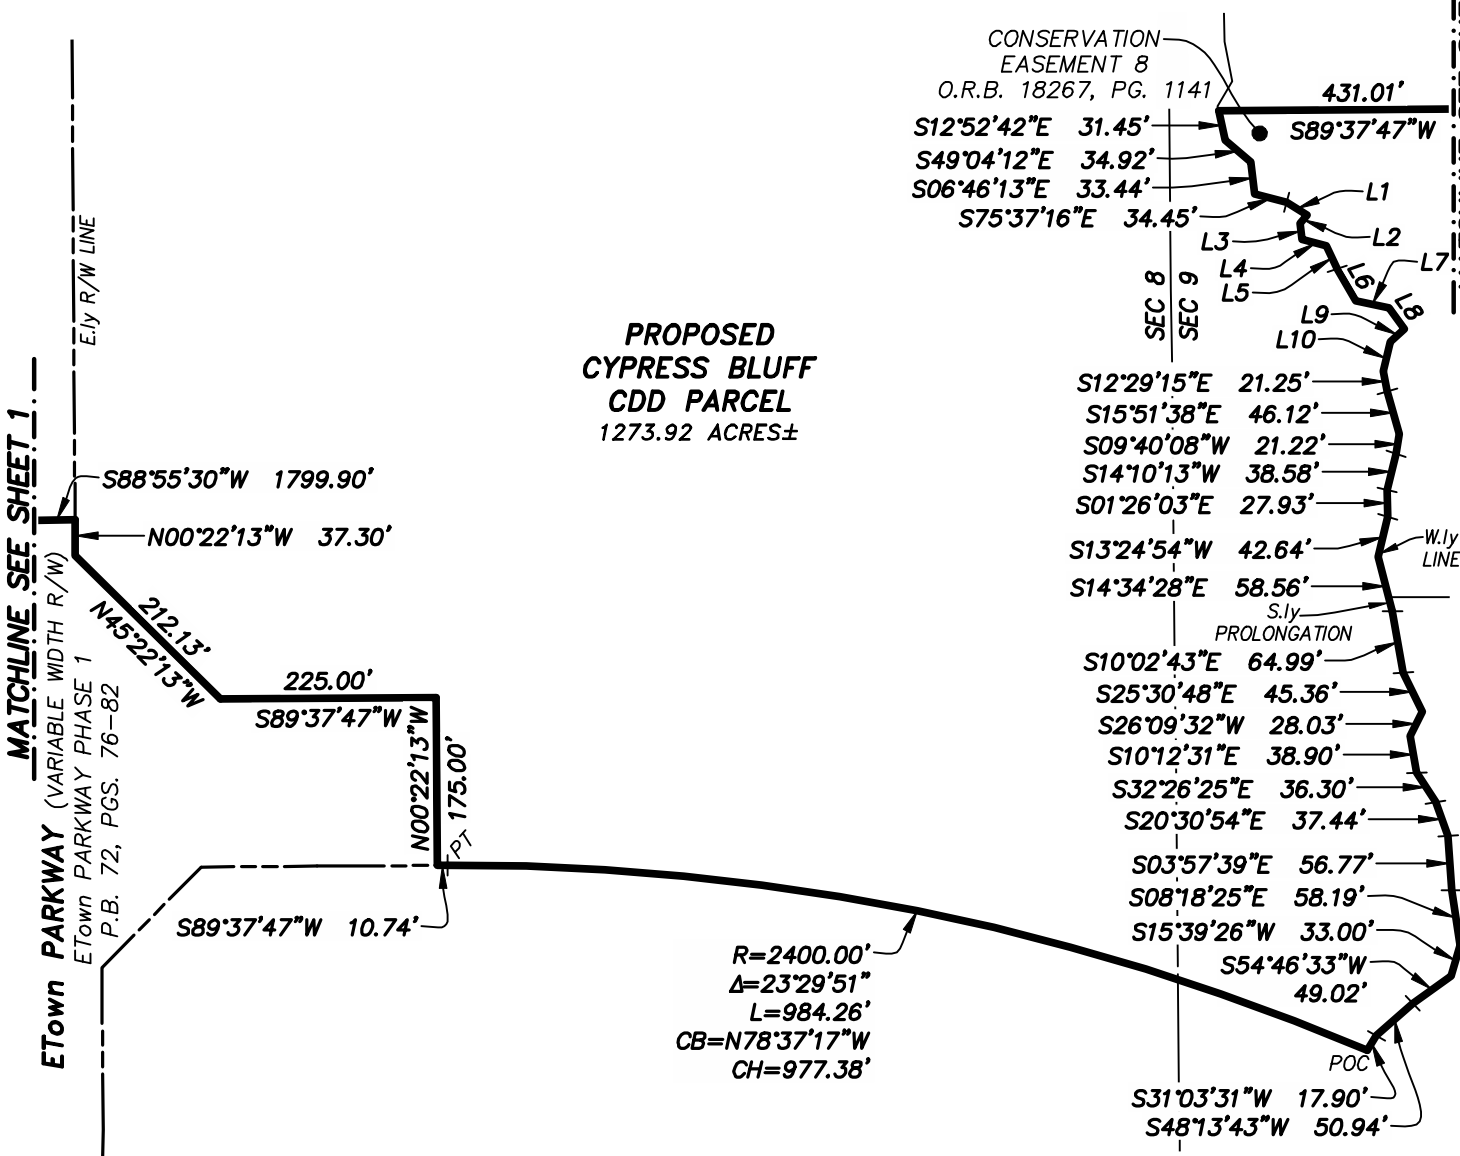 CONSERVATION
EASEMENT 8
O.R.B. 18267, PG. 1141
431.01'
S89°37'47"W
S12°52'42"E 31.45'
S49°04'12"E 34.92'
S06°46'13"E 33.44'
S75°37'16"E 34.45'
L1
L2
L3
L4
L5
L6
L7
L8
L9
L10
SEC 8
SEC 9
E.ly R/W LINE
PROPOSED
CYPRESS BLUFF
CDD PARCEL
1273.92 ACRES±
S12°29'15"E 21.25'
S15°51'38"E 46.12'
S09°40'08"W 21.22'
S14°10'13"W 38.58'
S01°26'03"E 27.93'
S13°24'54"W 42.64'
W.ly
LINE
S14°34'28"E 58.56'
S.ly
PROLONGATION
S10°02'43"E 64.99'
S25°30'48"E 45.36'
S26°09'32"W 28.03'
S10°12'31"E 38.90'
S32°26'25"E 36.30'
S20°30'54"E 37.44'
S03°57'39"E 56.77'
S08°18'25"E 58.19'
S15°39'26"W 33.00'
S54°46'33"W
49.02'
POC
S31°03'31"W 17.90'
S48°13'43"W 50.94'
MATCHLINE SEE SHEET 1
S88°55'30"W 1799.90'
N00°22'13"W 37.30'
212.13'
N45°22'13"W
225.00'
S89°37'47"W
N00°22'13"W
175.00'
PT
S89°37'47"W 10.74'
R=2400.00'
Δ=23°29'51"
L=984.26'
CB=N78°37'17"W
CH=977.38'
ETown PARKWAY (VARIABLE WIDTH R/W)
ETown PARKWAY PHASE 1
P.B. 72, PGS. 76-82